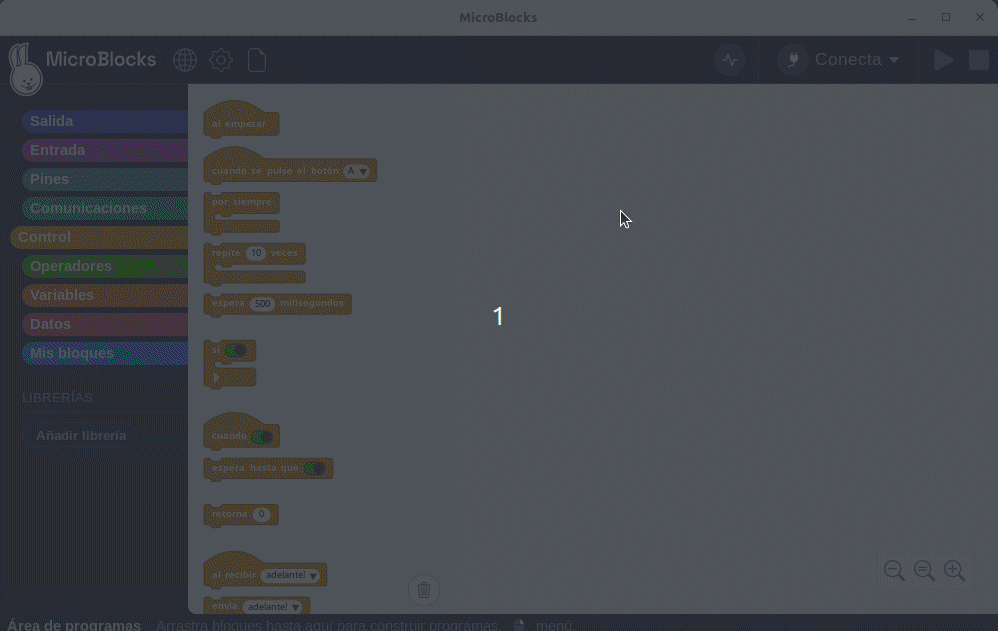 MicroBlocks
MicroBlocks
Conecta
Salida
Entrada
Pines
Comunicaciones
Control
Operadores
Variables
Datos
Mis bloques
LIBRERÍAS
Añadir librería
al empezar
cuando se pulse el botón A
por siempre
repite 10 veces
espera 500 milisegundos
si
cuando
espera hasta que
retorna 0
al recibir adelante!
envía adelante!
1
Área de programas Arrastra bloques hasta aquí para construir programas. menú